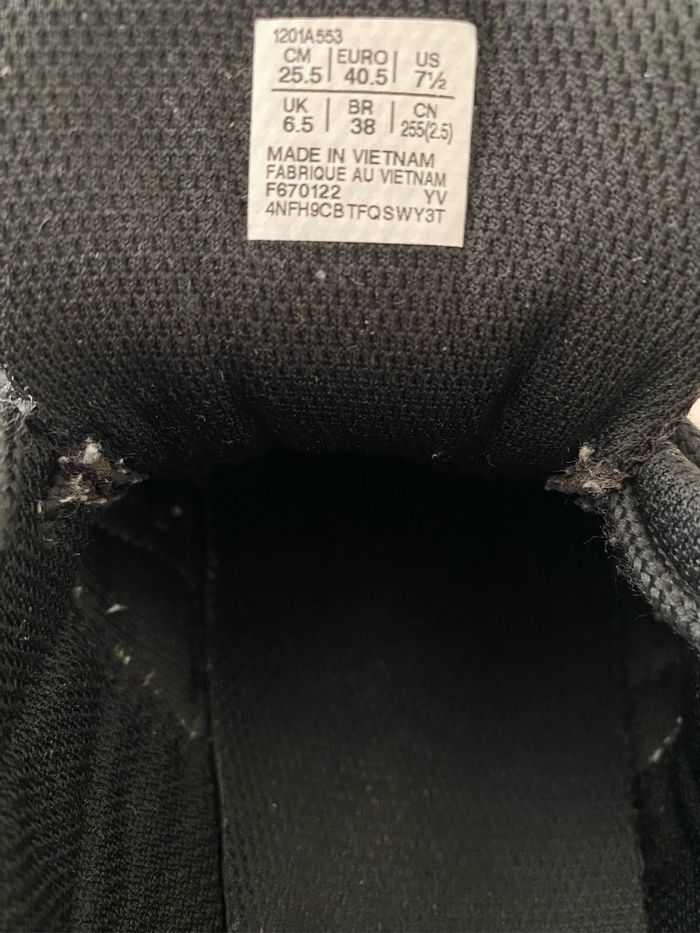 1201A553
CM | EURO | US
25.5 | 40.5 | 7½
UK | BR | CN
6.5 | 38 | 255(2.5)
MADE IN VIETNAM
FABRIQUE AU VIETNAM
F670122 YV
4NFH9CBTFQSWY3T